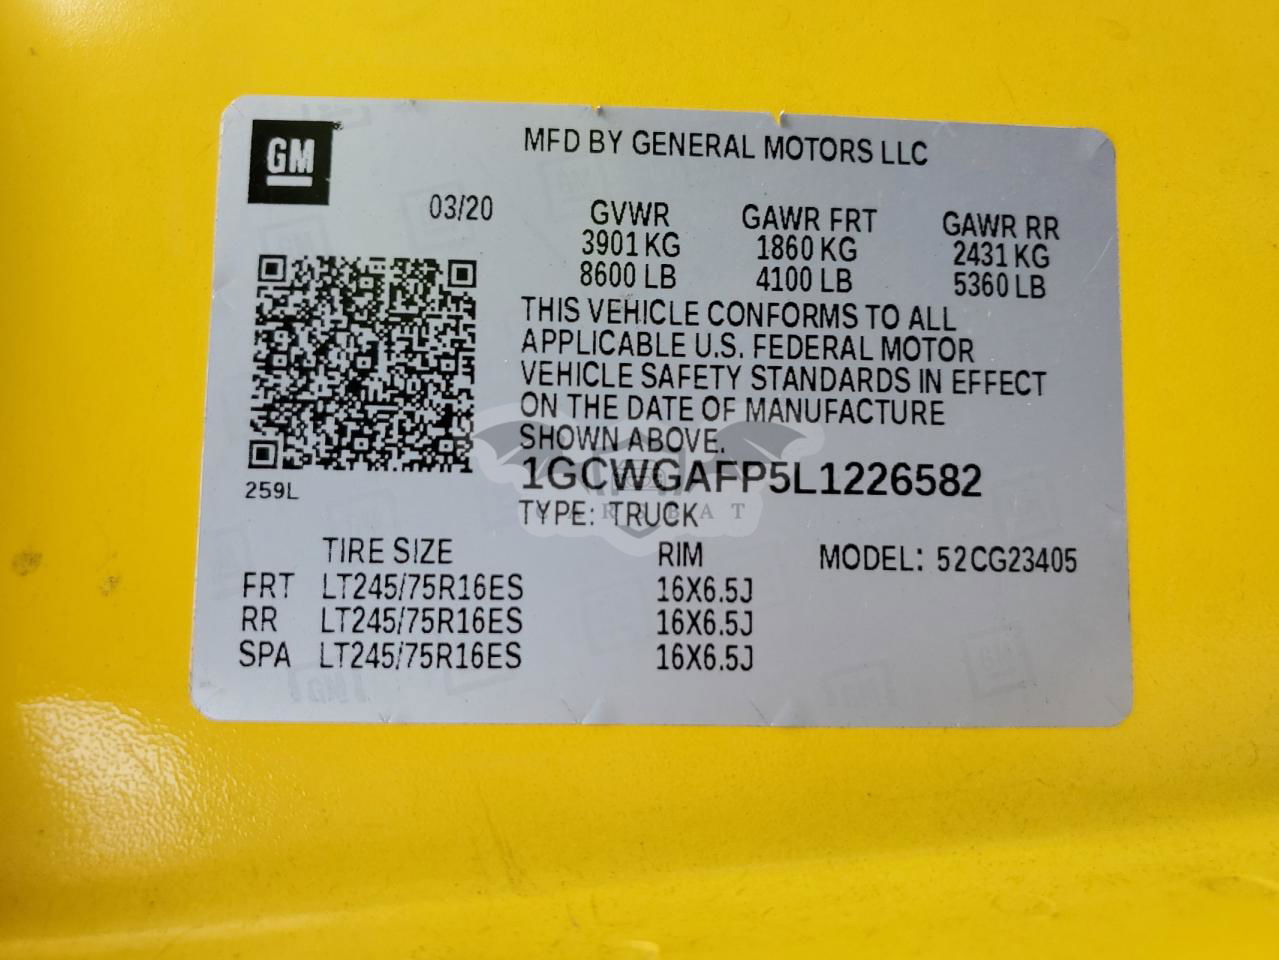 GM
MFD BY GENERAL MOTORS LLC
03/20
GVWR GAWR FRT GAWR RR
3901 KG 1860 KG 2431 KG
8600 LB 4100 LB 5360 LB
THIS VEHICLE CONFORMS TO ALL
APPLICABLE U.S. FEDERAL MOTOR
VEHICLE SAFETY STANDARDS IN EFFECT
ON THE DATE OF MANUFACTURE
SHOWN ABOVE.
259L
1GCWGAFP5L1226582
TYPE: TRUCK
TIRE SIZE RIM MODEL: 52CG23405
FRT LT245/75R16ES 16X6.5J
RR LT245/75R16ES 16X6.5J
SPA LT245/75R16ES 16X6.5J